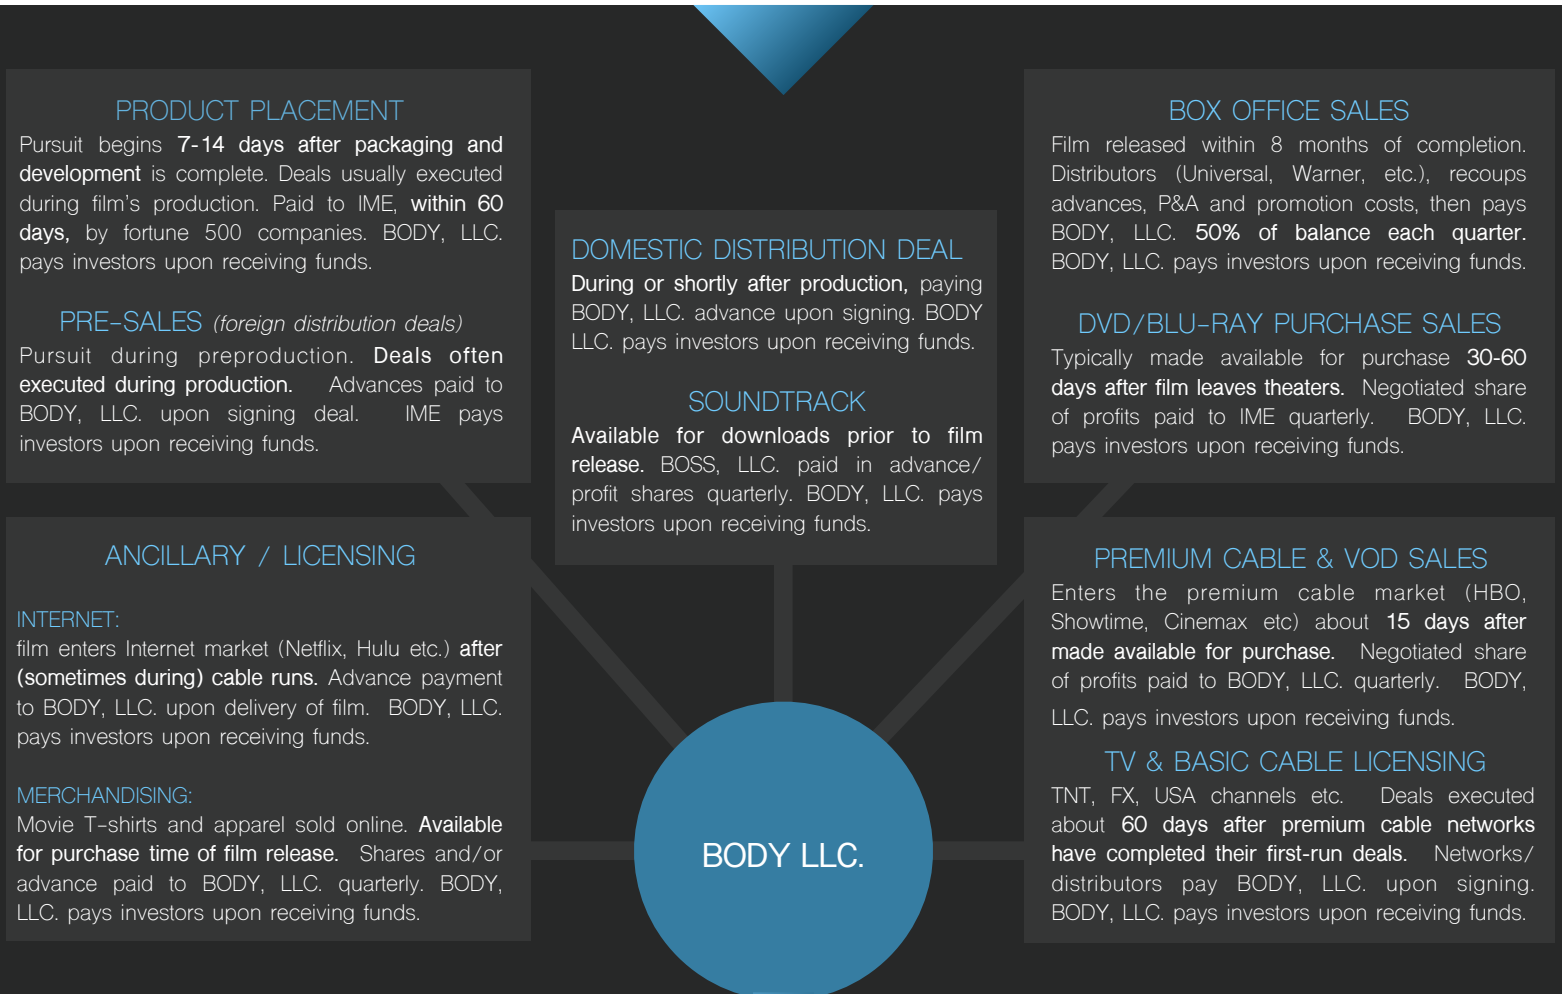 PRODUCT PLACEMENT
Pursuit begins 7-14 days after packaging and
development is complete. Deals usually executed
during film's production. Paid to IME, within 60
days, by fortune 500 companies. BODY, LLC.
pays investors upon receiving funds.
PRE-SALES (foreign distribution deals)
Pursuit during preproduction. Deals often
executed during production. Advances paid to
BODY, LLC. upon signing deal. IME pays
investors upon receiving funds.
ANCILLARY / LICENSING
INTERNET:
film enters Internet market (Netflix, Hulu etc.) after
(sometimes during) cable runs. Advance payment
to BODY, LLC. upon delivery of film. BODY, LLC.
pays investors upon receiving funds.
MERCHANDISING:
Movie T-shirts and apparel sold online. Available
for purchase time of film release. Shares and/or
advance paid to BODY, LLC. quarterly. BODY,
LLC. pays investors upon receiving funds.
DOMESTIC DISTRIBUTION DEAL
During or shortly after production, paying
BODY, LLC. advance upon signing. BODY
LLC. pays investors upon receiving funds.
SOUNDTRACK
Available for downloads prior to film
release. BOSS, LLC. paid in advance/
profit shares quarterly. BODY, LLC. pays
investors upon receiving funds.
BODY LLC.
BOX OFFICE SALES
Film released within 8 months of completion.
Distributors (Universal, Warner, etc.), recoups
advances, P&A and promotion costs, then pays
BODY, LLC. 50% of balance each quarter.
BODY, LLC. pays investors upon receiving funds.
DVD/BLU-RAY PURCHASE SALES
Typically made available for purchase 30-60
days after film leaves theaters. Negotiated share
of profits paid to IME quarterly. BODY, LLC.
pays investors upon receiving funds.
PREMIUM CABLE & VOD SALES
Enters the premium cable market (HBO,
Showtime, Cinemax etc) about 15 days after
made available for purchase. Negotiated share
of profits paid to BODY, LLC. quarterly. BODY,
LLC. pays investors upon receiving funds.
TV & BASIC CABLE LICENSING
TNT, FX, USA channels etc. Deals executed
about 60 days after premium cable networks
have completed their first-run deals. Networks/
distributors pay BODY, LLC. upon signing.
BODY, LLC. pays investors upon receiving funds.